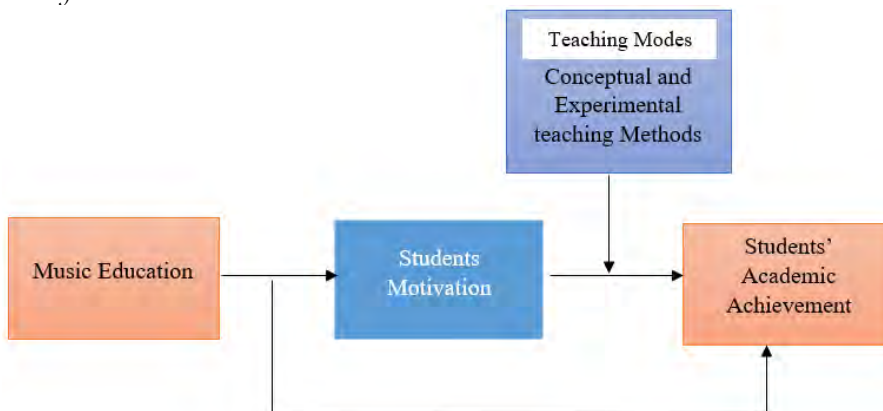 Teaching Modes
Conceptual and
Experimental
teaching Methods
Music Education
Students
Motivation
Students’
Academic
Achievement